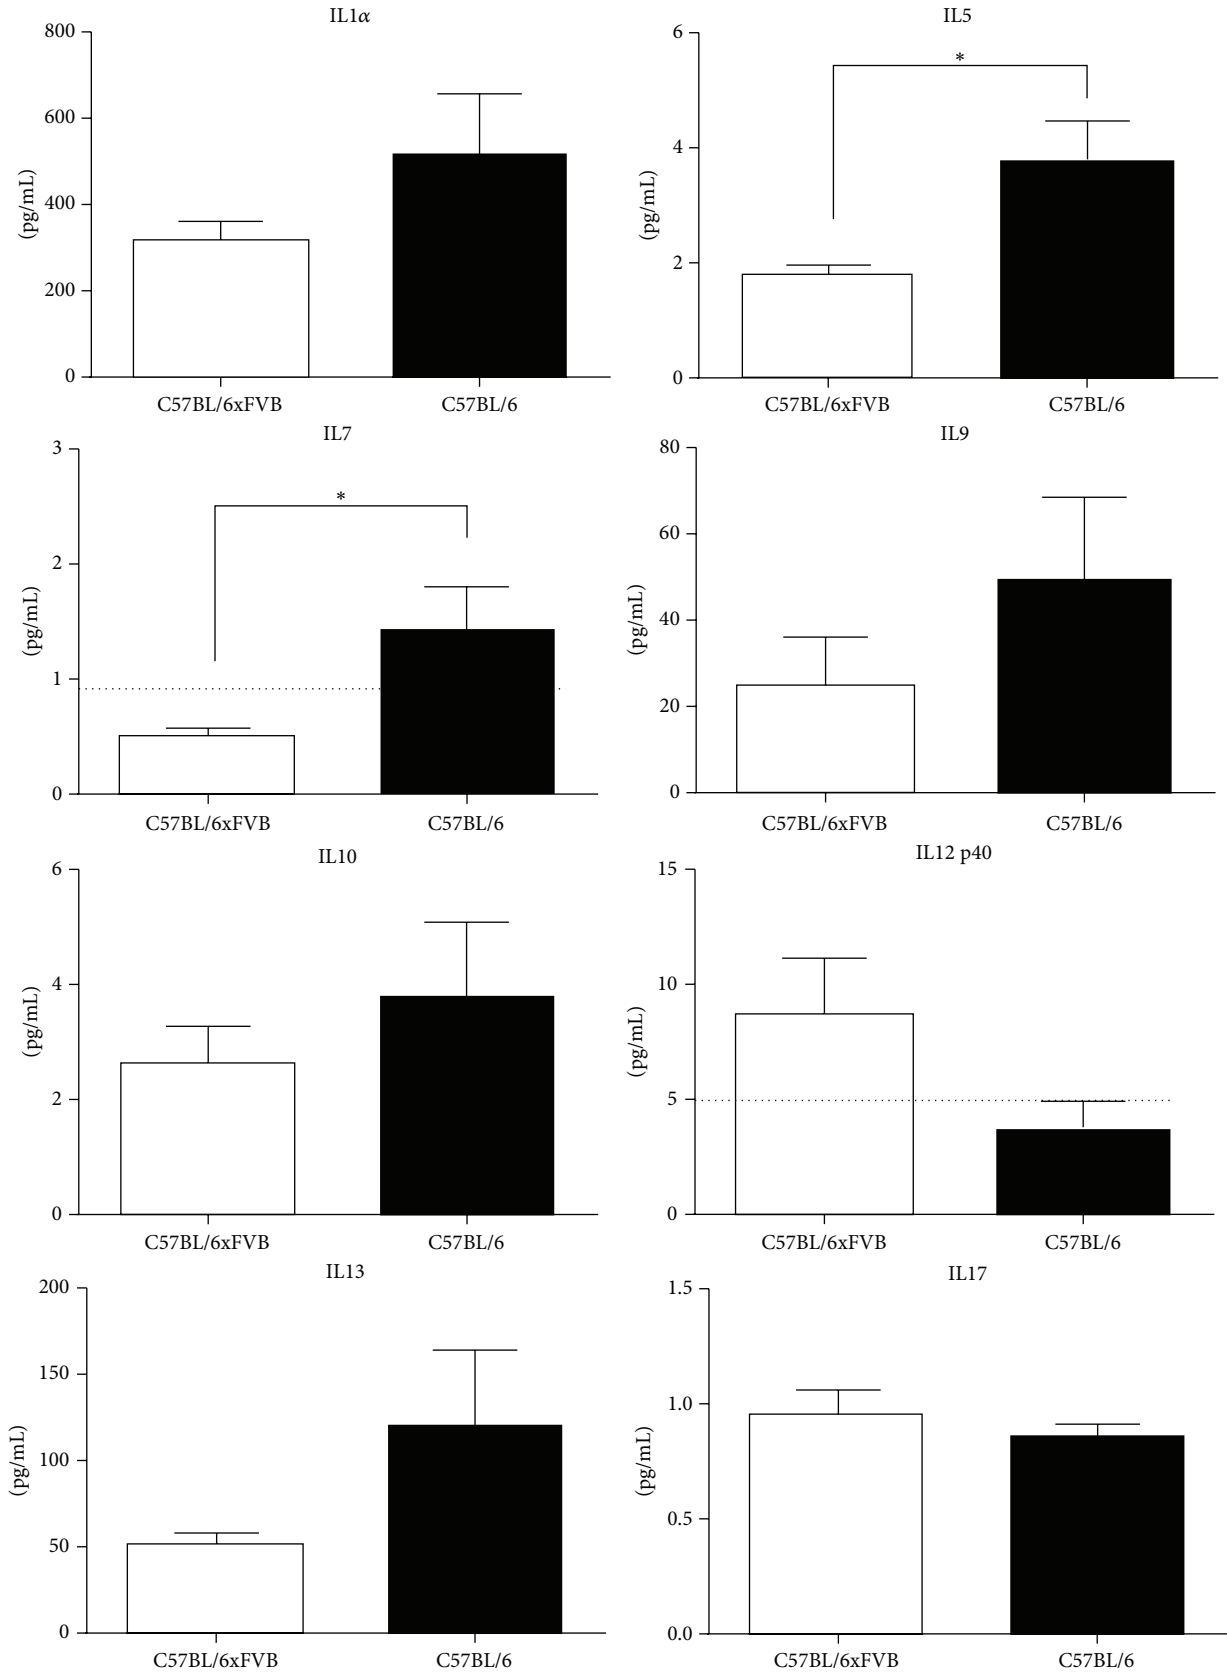 IL1α
800
600
400
200
0
(pg/mL)
C57BL/6xFVB C57BL/6
IL5
*
6
4
2
0
(pg/mL)
C57BL/6xFVB C57BL/6
IL7
*
3
2
1
0
(pg/mL)
C57BL/6xFVB C57BL/6
IL9
80
60
40
20
0
(pg/mL)
C57BL/6xFVB C57BL/6
IL10
6
4
2
0
(pg/mL)
C57BL/6xFVB C57BL/6
IL12 p40
15
10
5
0
(pg/mL)
C57BL/6xFVB C57BL/6
IL13
200
150
100
50
0
(pg/mL)
C57BL/6xFVB C57BL/6
IL17
1.5
1.0
0.5
0.0
(pg/mL)
C57BL/6xFVB C57BL/6